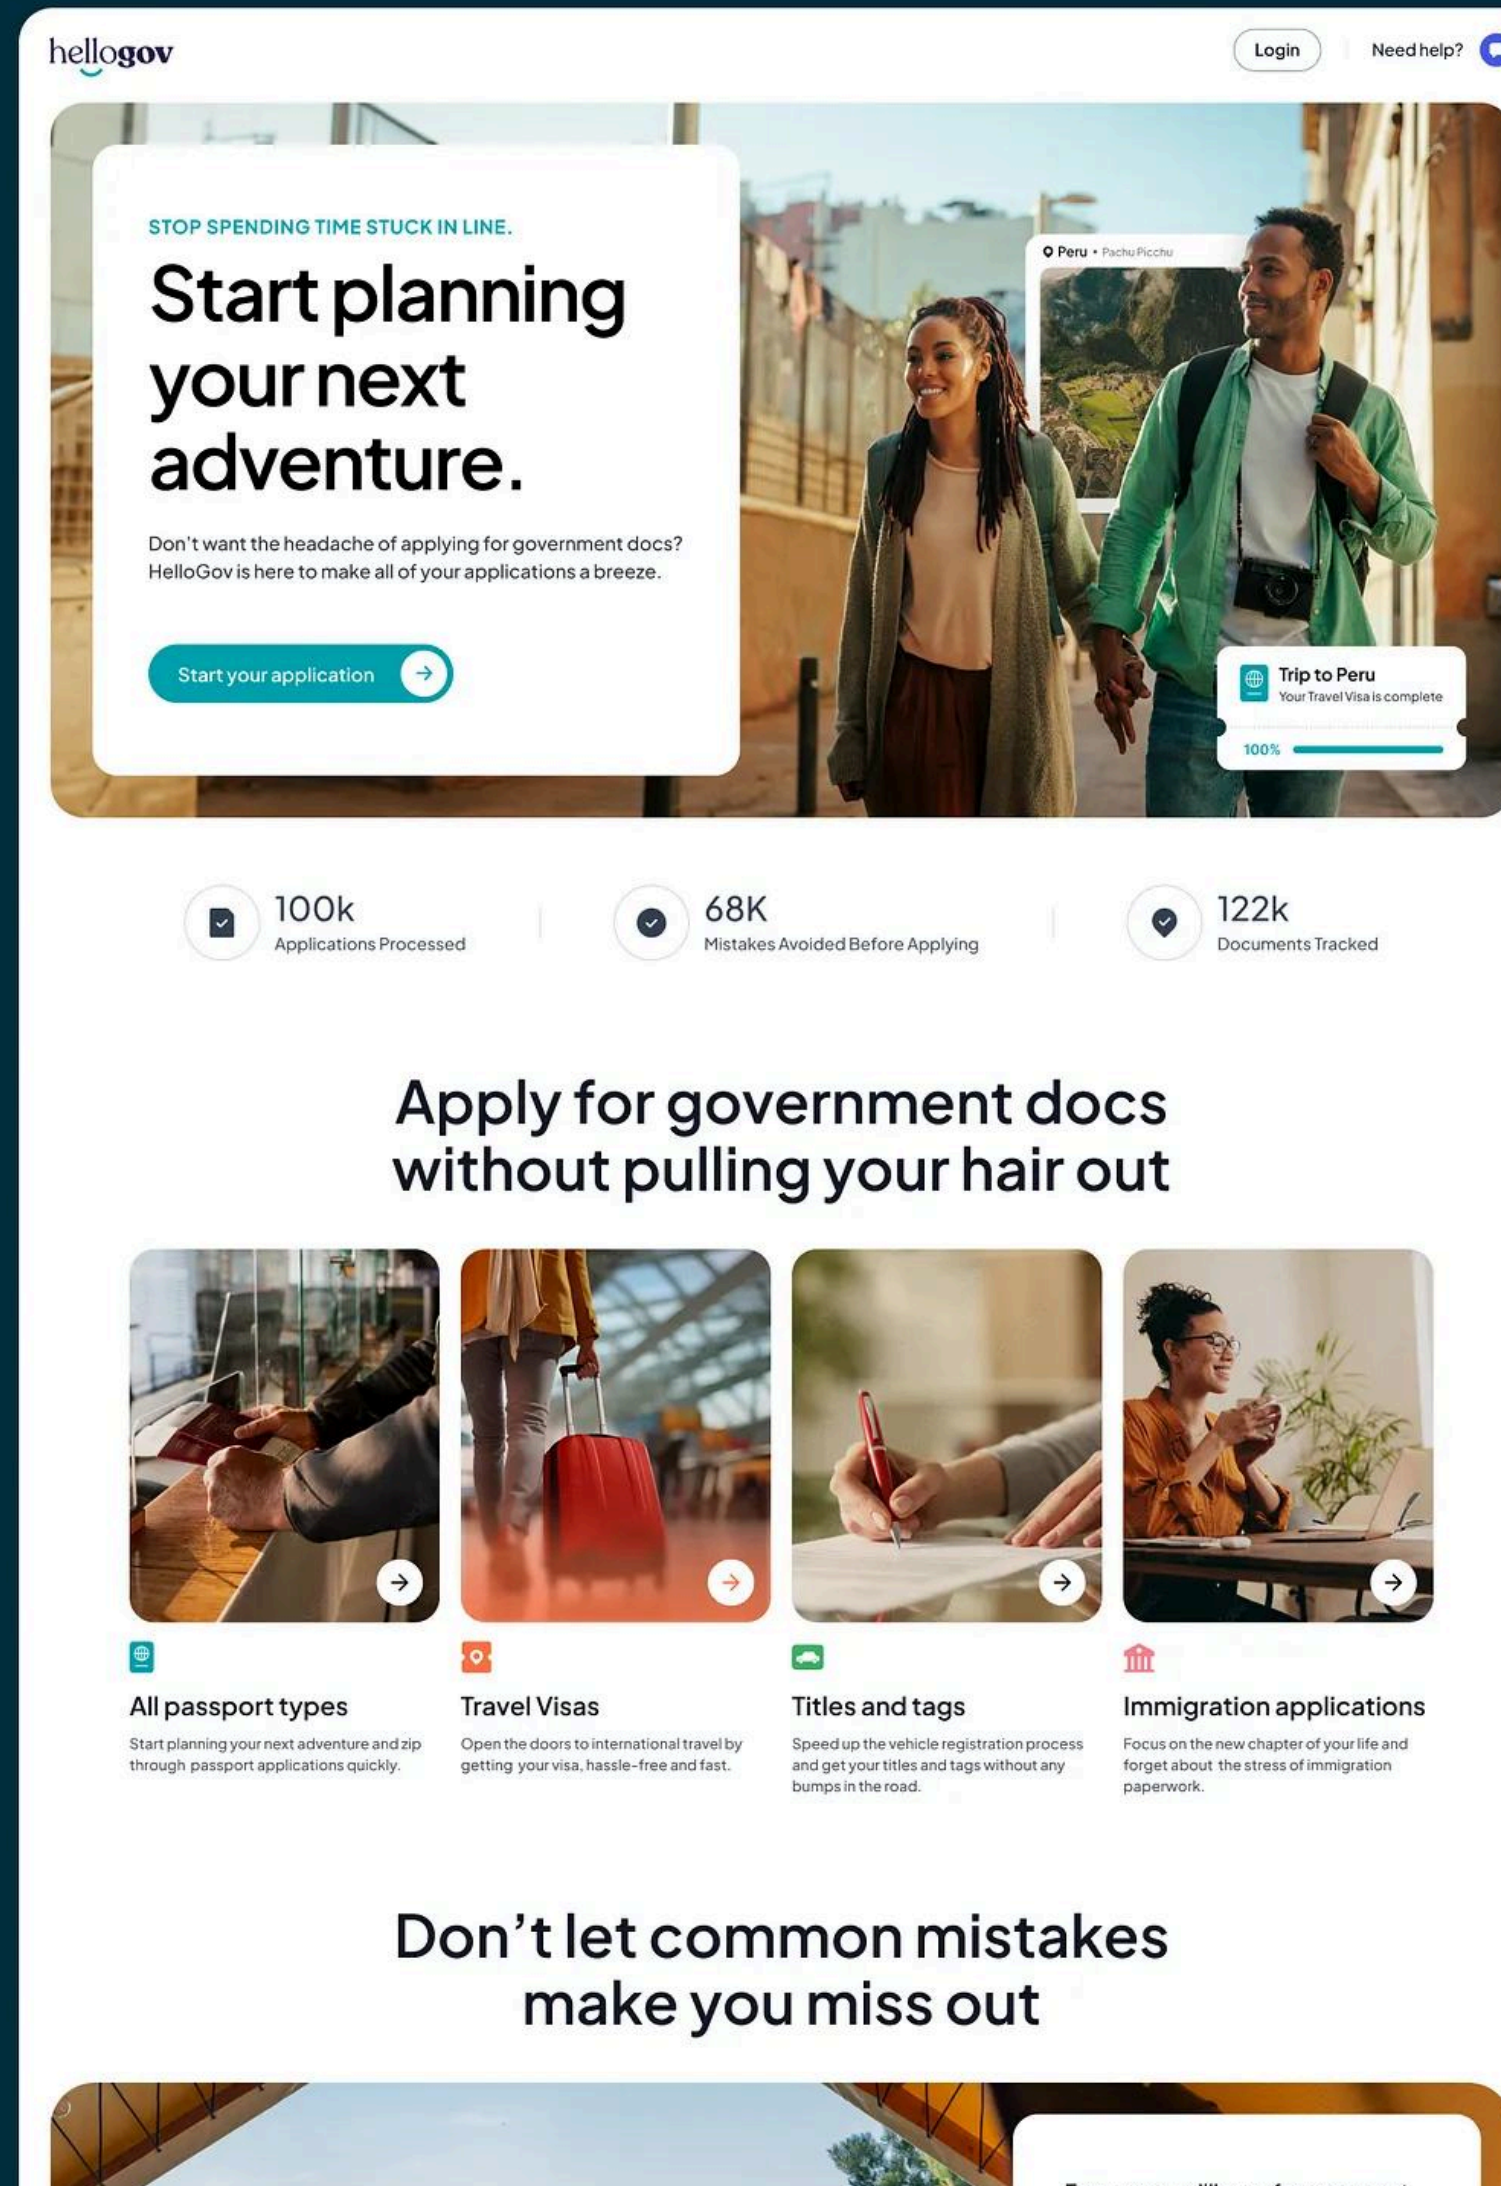 hellogov
Login
Need help?
STOP SPENDING TIME STUCK IN LINE.
Start planning
your next
adventure.
Don't want the headache of applying for government docs?
HelloGov is here to make all of your applications a breeze.
Start your application
Peru • Pachu Picchu
Trip to Peru
Your Travel Visa is complete
100%
100k
Applications Processed
68K
Mistakes Avoided Before Applying
122k
Documents Tracked
Apply for government docs
without pulling your hair out
All passport types
Start planning your next adventure and zip
through passport applications quickly.
Travel Visas
Open the doors to international travel by
getting your visa, hassle-free and fast.
Titles and tags
Speed up the vehicle registration process
and get your titles and tags without any
bumps in the road.
Immigration applications
Focus on the new chapter of your life and
forget about the stress of immigration
paperwork.
Don’t let common mistakes
make you miss out